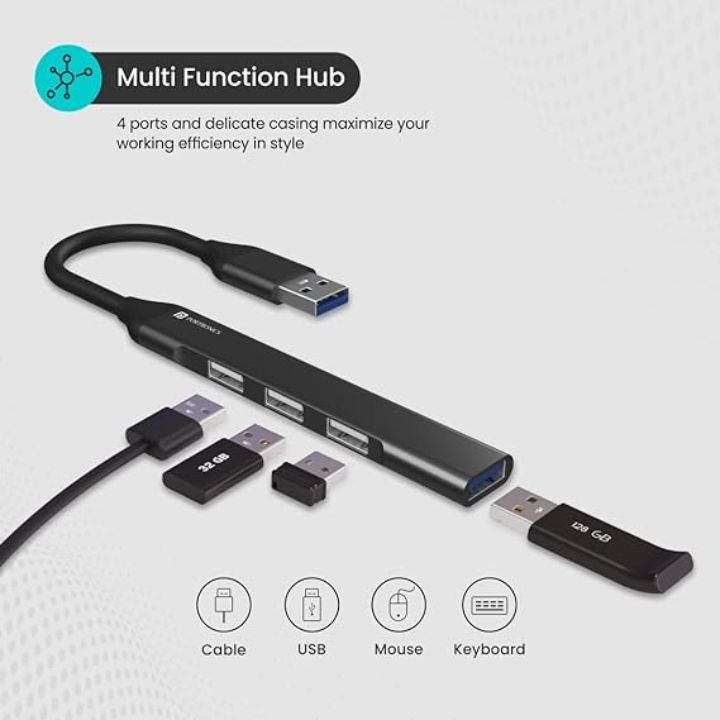 Multi Function Hub
4 ports and delicate casing maximize your
working efficiency in style
PORTRONICS
32 GB
128 GB
Cable
USB
Mouse
Keyboard